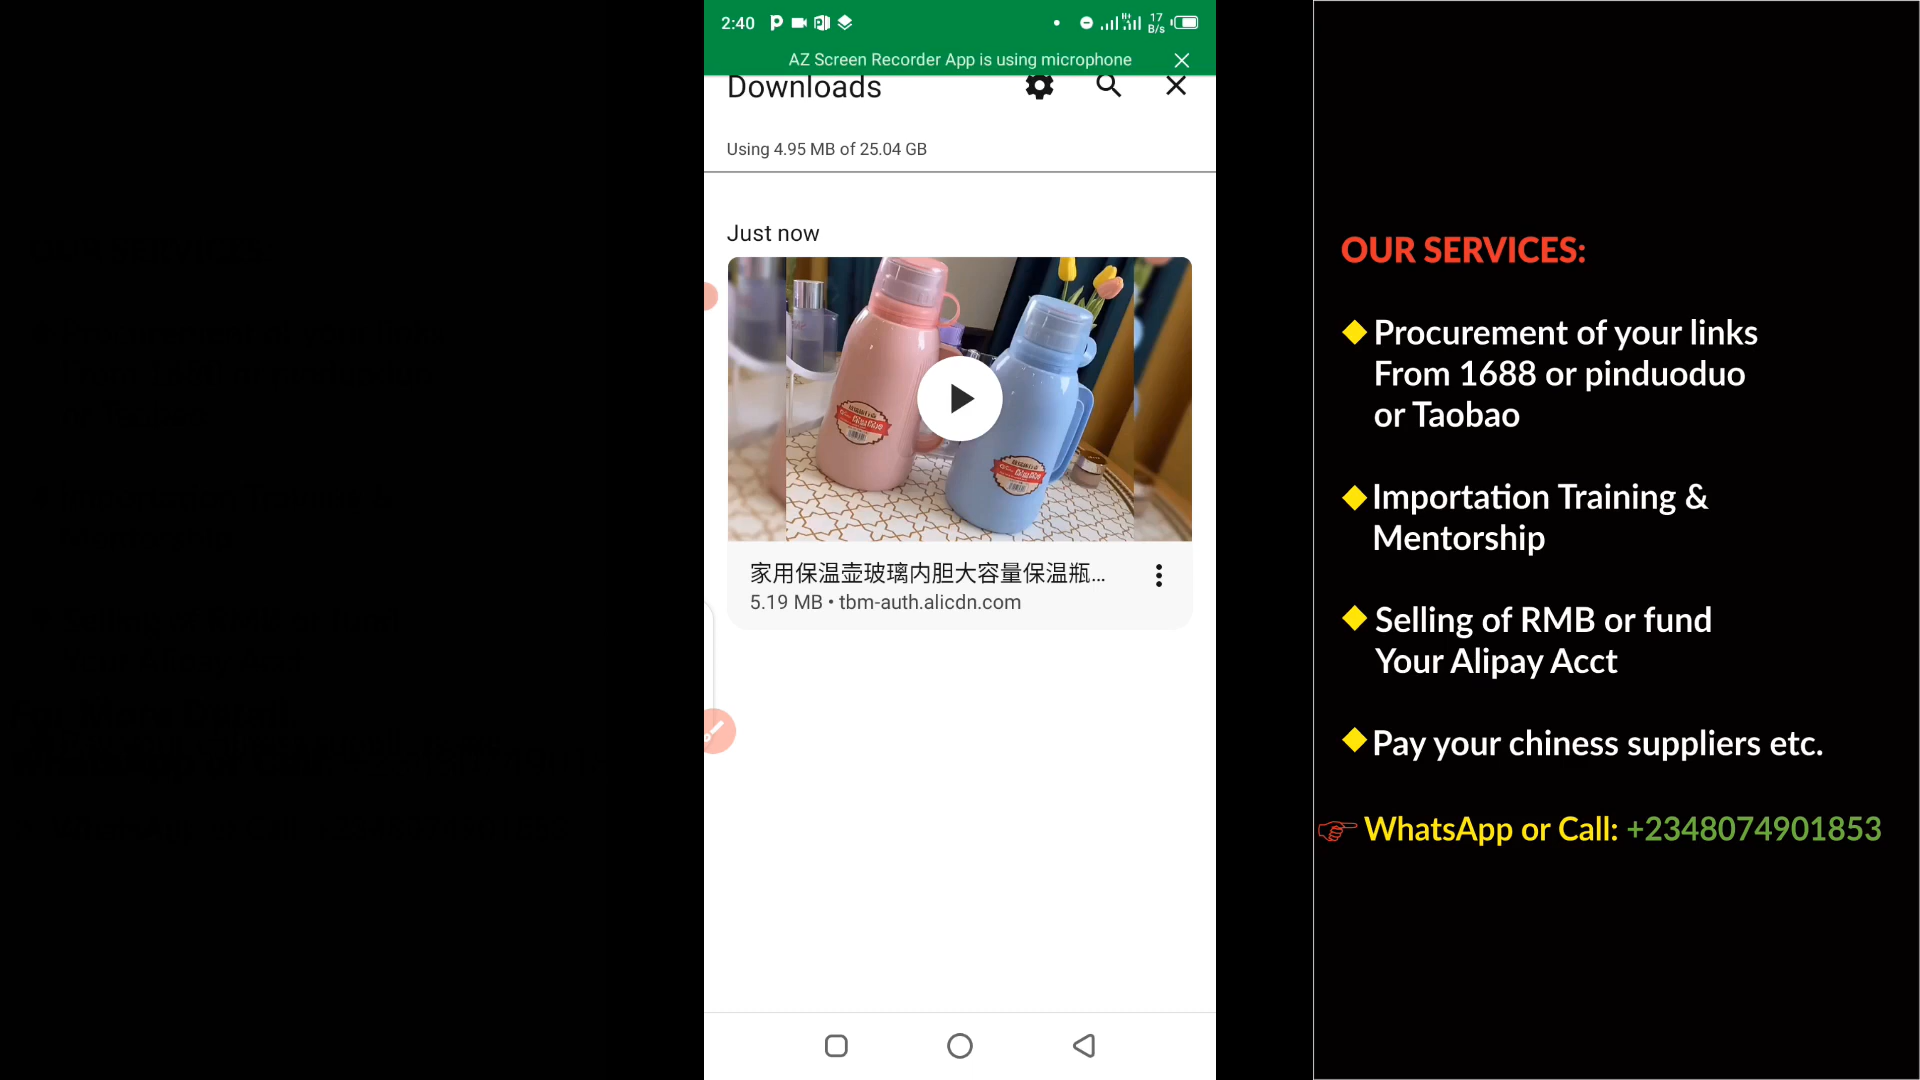 2:40
17
B/s
AZ Screen Recorder App is using microphone
Downloads
Using 4.95 MB of 25.04 GB
Just now
家用保温壶玻璃内胆大容量保温瓶...
5.19 MB • tbm-auth.alicdn.com
OUR SERVICES:
Procurement of your links
From 1688 or pinduoduo
or Taobao
Importation Training &
Mentorship
Selling of RMB or fund
Your Alipay Acct
Pay your chiness suppliers etc.
WhatsApp or Call: +2348074901853